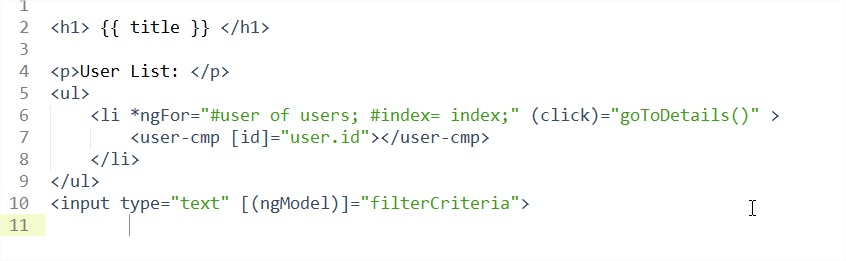 1
2 <h1> {{ title }} </h1>
3
4 <p>User List: </p>
5 <ul>
6     <li *ngFor="#user of users; #index= index;" (click)="goToDetails()" >
7         <user-cmp [id]="user.id"></user-cmp>
8     </li>
9 </ul>
10 <input type="text" [(ngModel)]="filterCriteria">
11